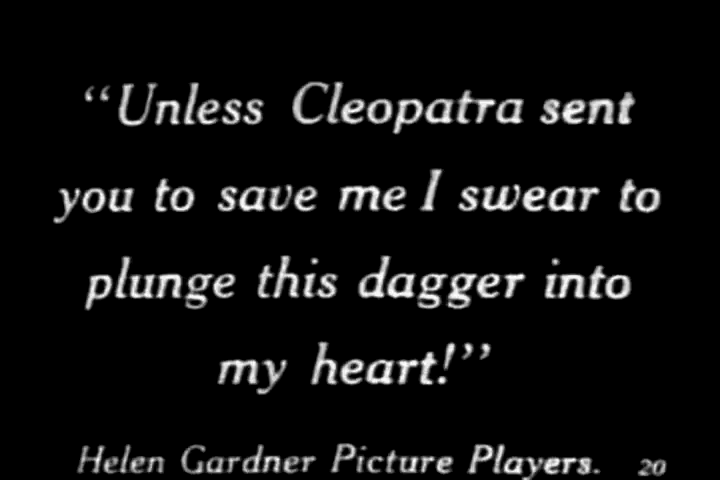 “Unless Cleopatra sent
you to save me I swear to
plunge this dagger into
my heart!”
Helen Gardner Picture Players. 20